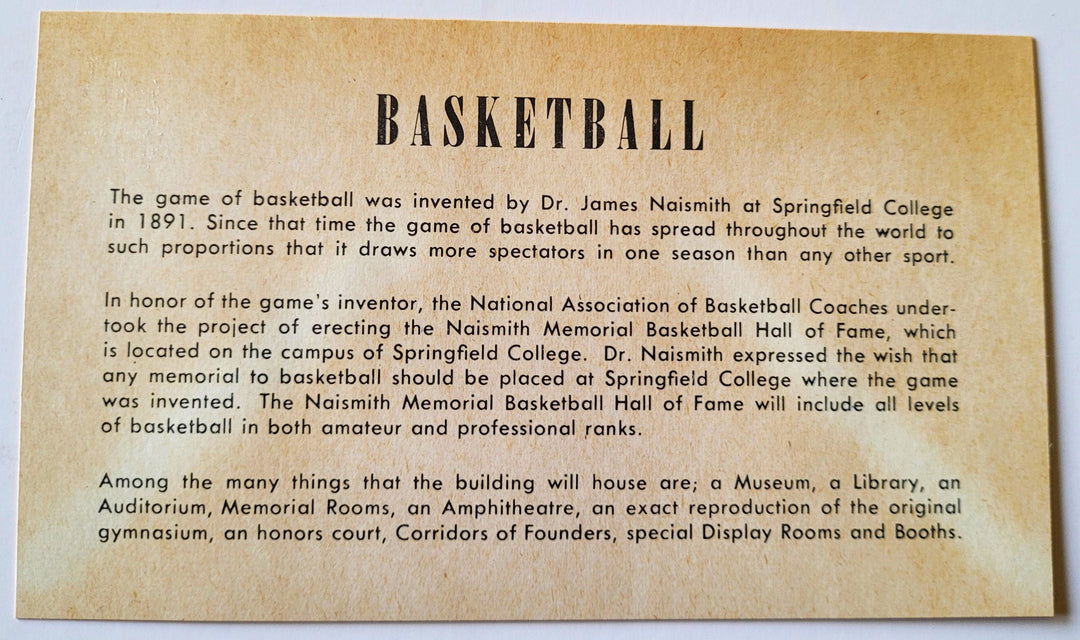 BASKETBALL
The game of basketball was invented by Dr. James Naismith at Springfield College
in 1891. Since that time the game of basketball has spread throughout the world to
such proportions that it draws more spectators in one season than any other sport.
In honor of the game's inventor, the National Association of Basketball Coaches under-
took the project of erecting the Naismith Memorial Basketball Hall of Fame, which
is located on the campus of Springfield College. Dr. Naismith expressed the wish that
any memorial to basketball should be placed at Springfield College where the game
was invented. The Naismith Memorial Basketball Hall of Fame will include all levels
of basketball in both amateur and professional ranks.
Among the many things that the building will house are; a Museum, a Library, an
Auditorium, Memorial Rooms, an Amphitheatre, an exact reproduction of the original
gymnasium, an honors court, Corridors of Founders, special Display Rooms and Booths.